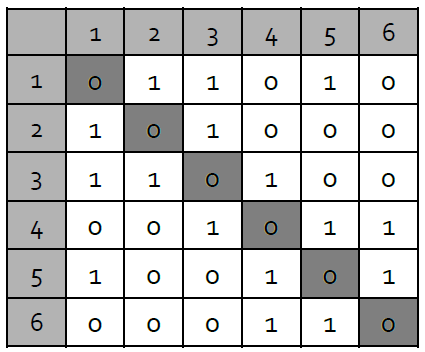 1 2 3 4 5 6
1 0 1 1 0 1 0
2 1 0 1 0 0 0
3 1 1 0 1 0 0
4 0 0 1 0 1 1
5 1 0 0 1 0 1
6 0 0 0 1 1 0